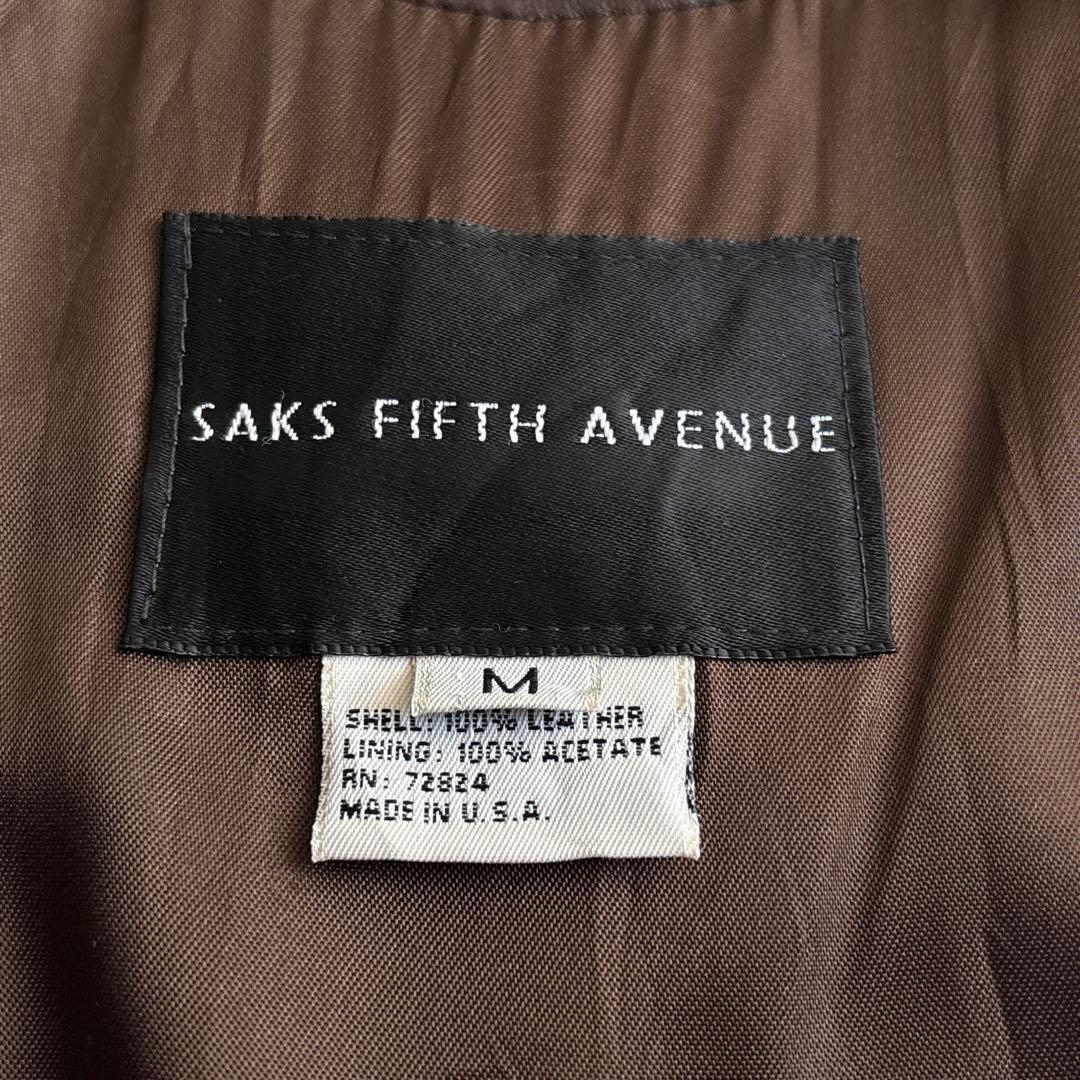 SAKS FIFTH AVENUE
M
SHELL: 100% LEATHER
LINING: 100% ACETATE
RN: 72824
MADE IN U.S.A.